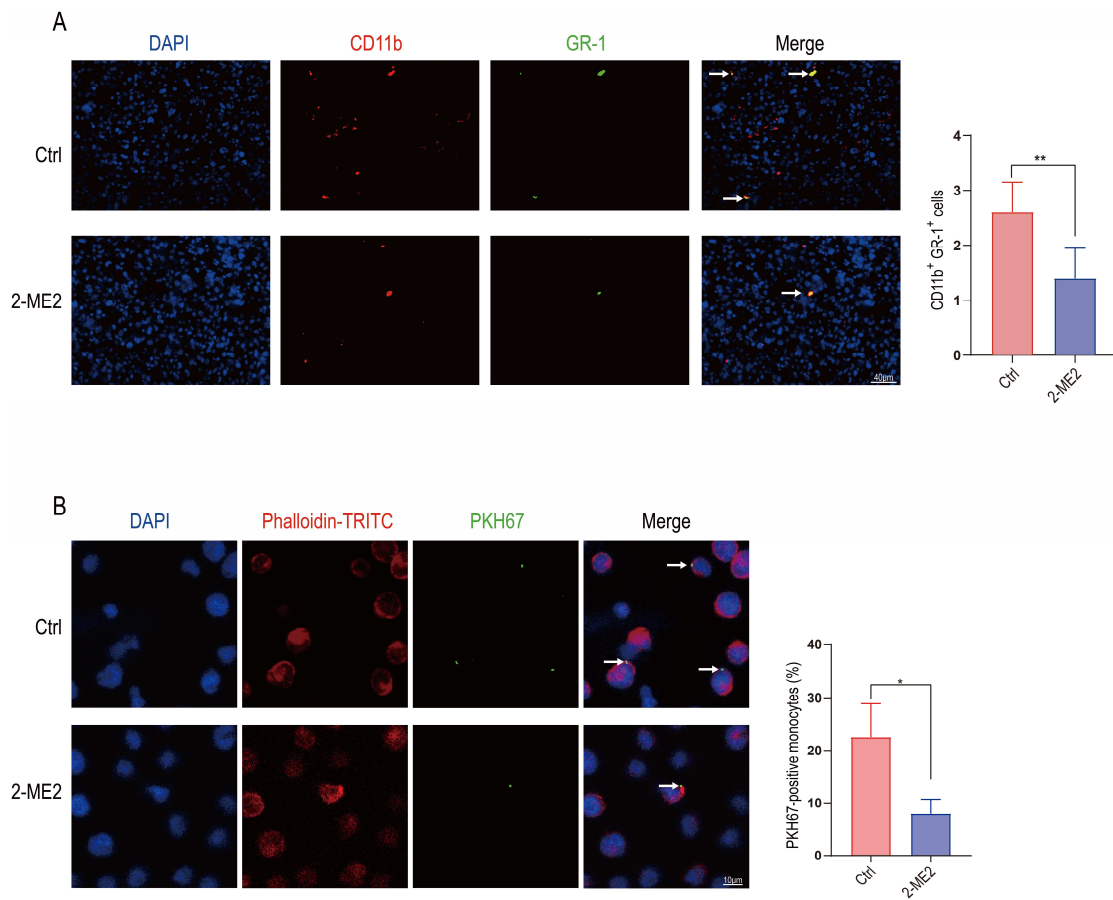 A
DAPI CD11b GR-1 Merge
Ctrl
2-ME2
40μm
CD11b+ GR-1+ cells
4
3
2
1
0
**
Ctrl 2-ME2
B
DAPI Phalloidin-TRITC PKH67 Merge
Ctrl
2-ME2
10μm
PKH67-positive monocytes (%)
40
30
20
10
0
*
Ctrl 2-ME2